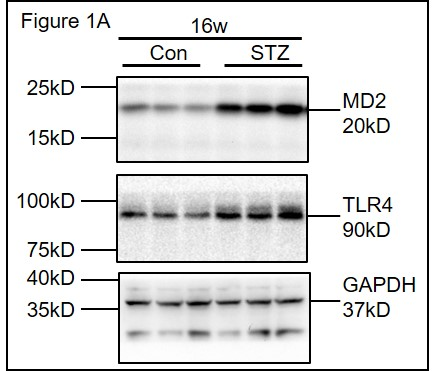 Figure 1A
16w
Con STZ
25kD
MD2
20kD
15kD
100kD
TLR4
90kD
75kD
40kD
GAPDH
35kD
37kD